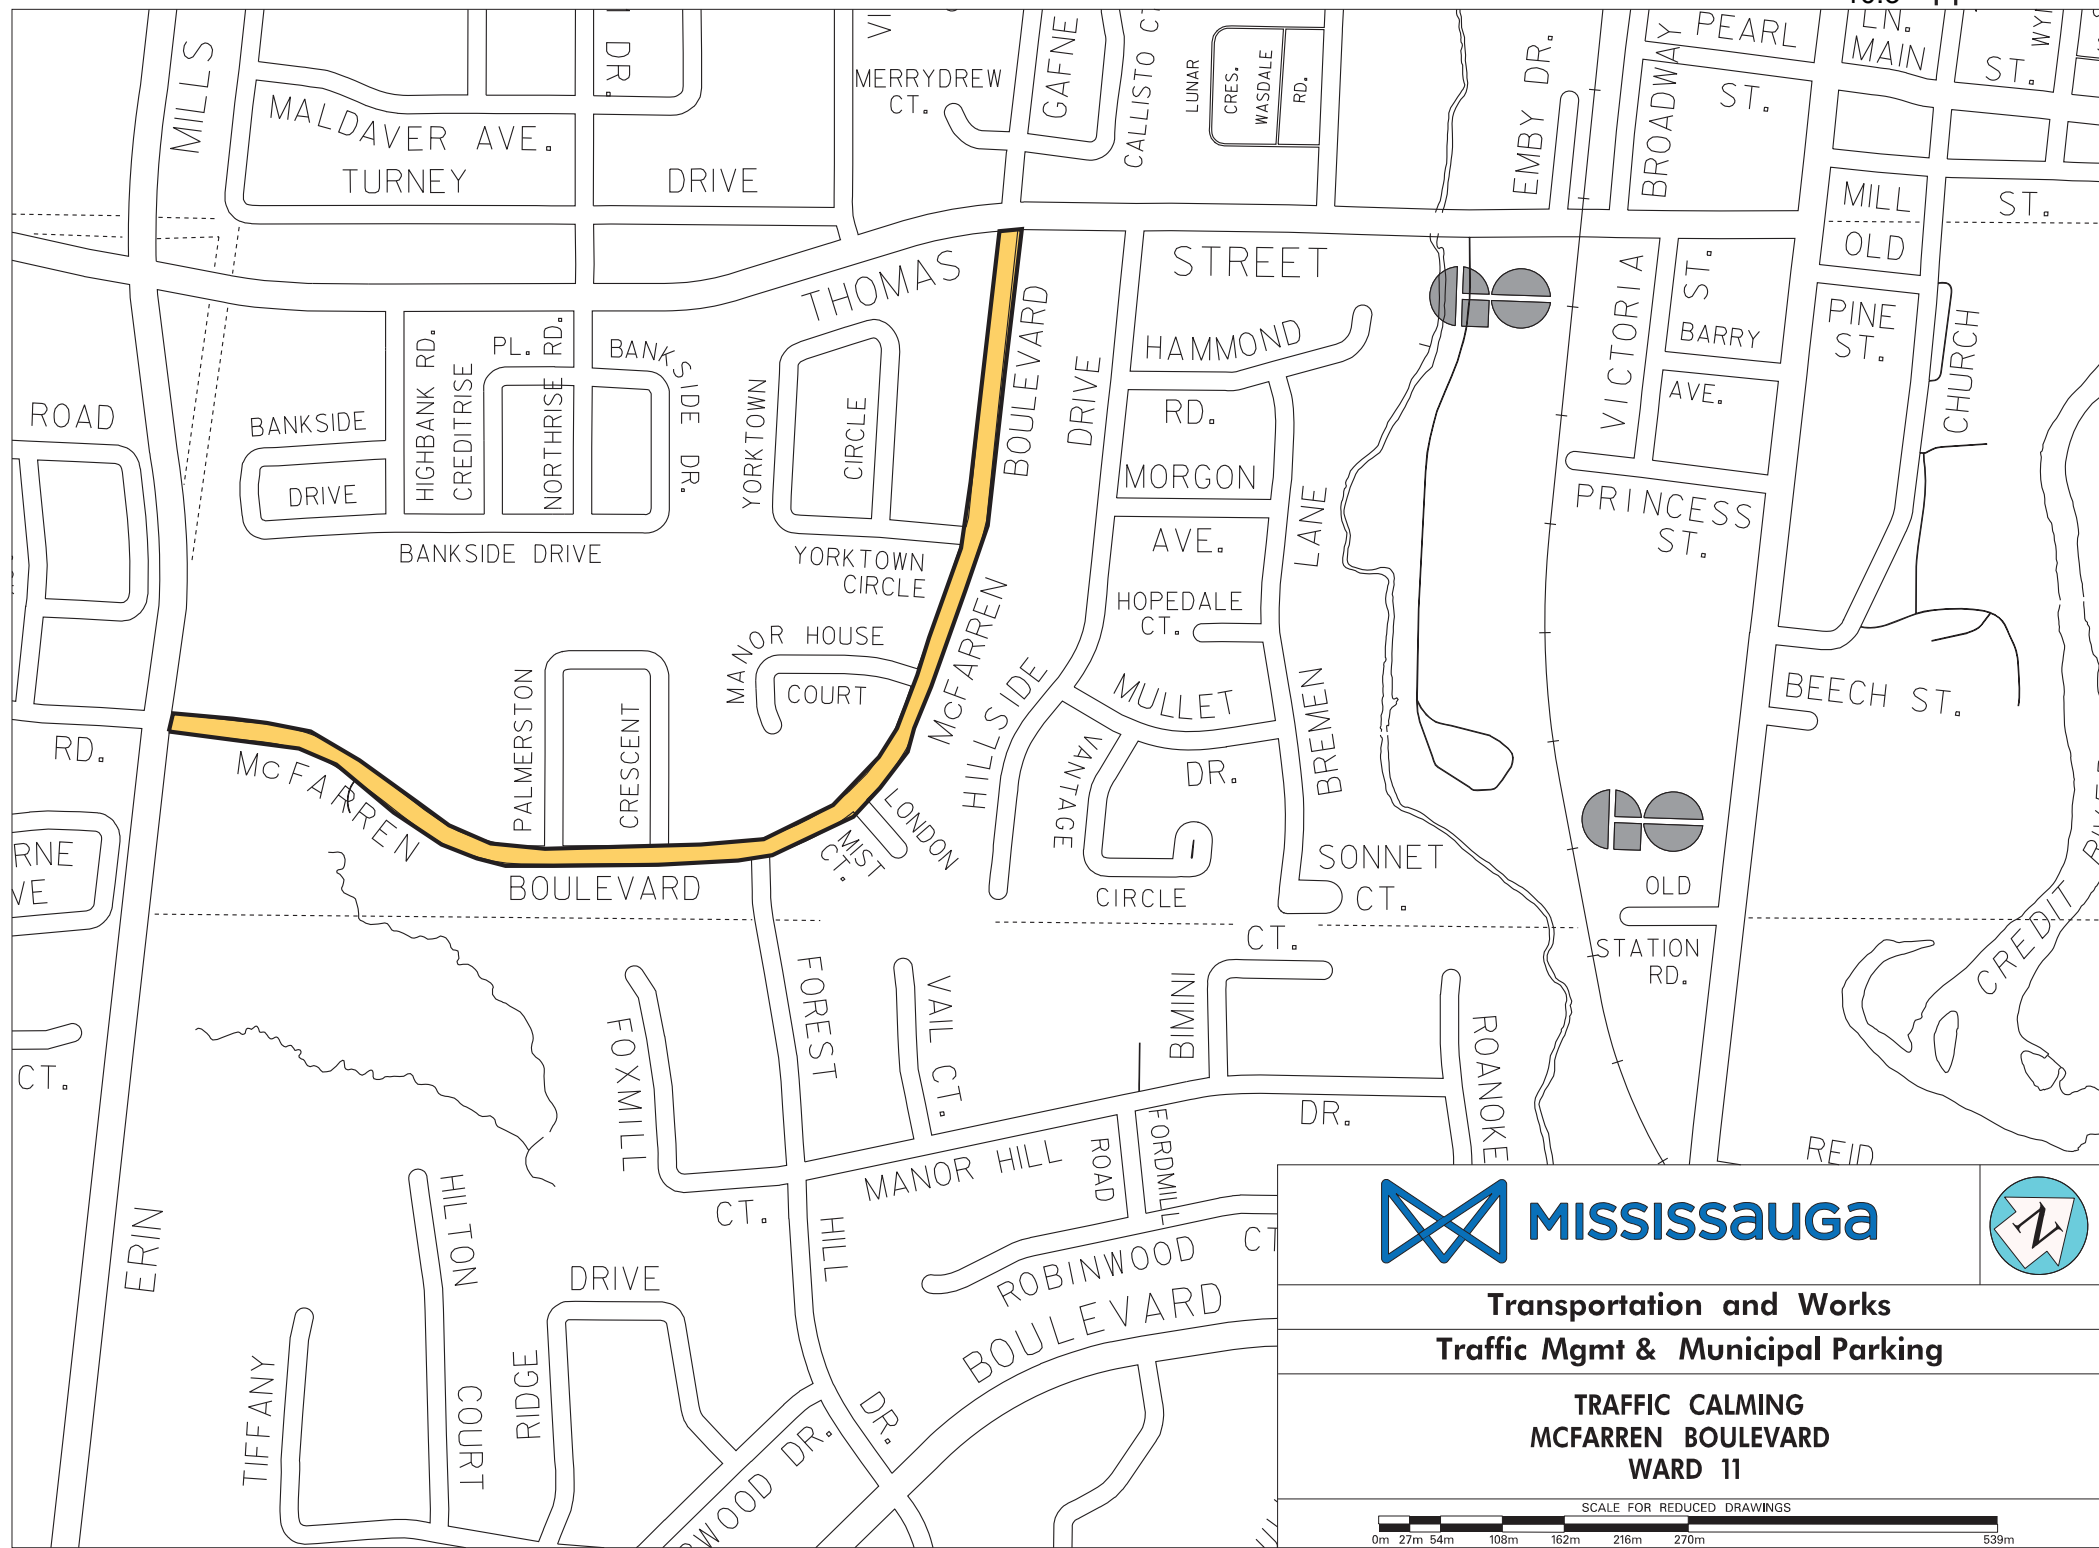 MILLS
DR.
MALDAVER AVE.
TURNEY DRIVE
MERRYDREW
CT.
GAFNE
CALLISTO C
LUNAR
CRES.
WASDALE
RD.
EMBY DR.
BROADWAY
PEARL
ST.
LN.
MAIN
ST.
WY
MILL
ST.
OLD
THOMAS
STREET
BOULEVARD
DRIVE
HAMMOND
RD.
MORGON
AVE.
LANE
HOPEDALE
CT.
VICTORIA
ST.
BARRY
AVE.
PINE
ST.
CHURCH
PRINCESS
ST.
ROAD
BANKSIDE
DRIVE
HIGHBANK RD.
CREDITRISE
PL.
NORTHRISE RD.
BANKSIDE DR.
BANKSIDE DRIVE
YORKTOWN
CIRCLE
YORKTOWN
CIRCLE
MANOR HOUSE
COURT
McFARREN
HILLSIDE
MULLET
DR.
BREMEN
BEECH ST.
RD.
McFARREN
PALMERSTON
CRESCENT
BOULEVARD
LONDON
MIST
CT.
VANTAGE
CIRCLE
SONNET
CT.
OLD
STATION
RD.
CREDIT
RNE
VE
CT.
FOREST
VAIL CT.
FOXMILL
CT.
BIMINI
CT.
ROANOKE
MANOR HILL
DR.
ROAD
FORDMILL
REID
ERIN
HILTON
COURT
DRIVE
RIDGE
HILL
DR.
ROBINWOOD
CT
BOULEVARD
TIFFANY
WOOD DR.
MISSISSAUGA
N
Transportation and Works
Traffic Mgmt & Municipal Parking
TRAFFIC CALMING
MCFARREN BOULEVARD
WARD 11
SCALE FOR REDUCED DRAWINGS
0m 27m 54m 108m 162m 216m 270m 539m